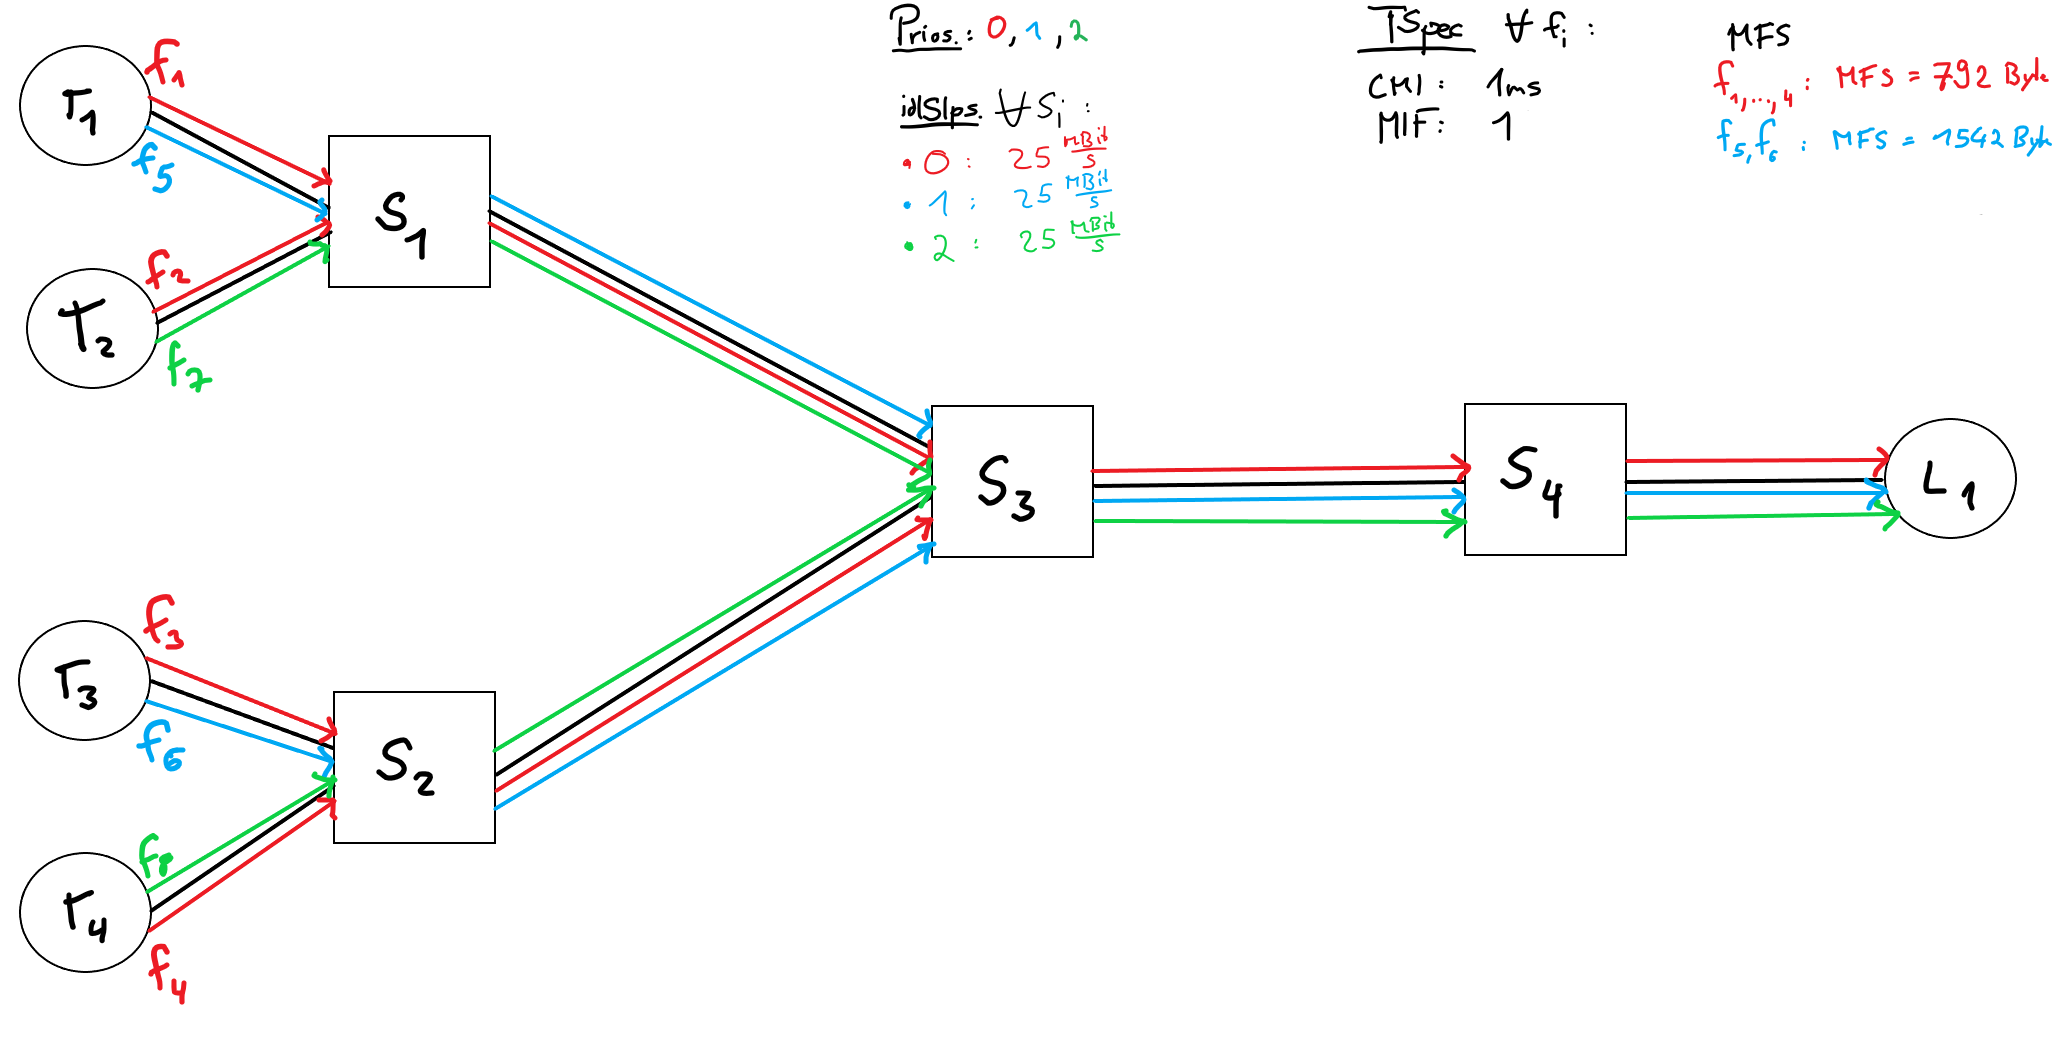 Prios.: 0, 1, 2
idlSlps. ∀ Si :
• 0 : 25 MBit/s
• 1 : 25 MBit/s
• 2 : 25 MBit/s
TSpec ∀ fi :
CMI : 1ms
MIF : 1
MFS
f1,...,4 : MFS = 792 Byte
f5, f6 : MFS = 1542 Byte
T1
f1
f5
S1
T2
f2
f7
S3
S4
L1
T3
f3
f6
S2
T4
f8
f4